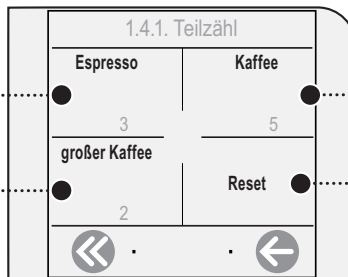 1.4.1. Teilzähl
Espresso
Kaffee
3
5
großer Kaffee
Reset
2